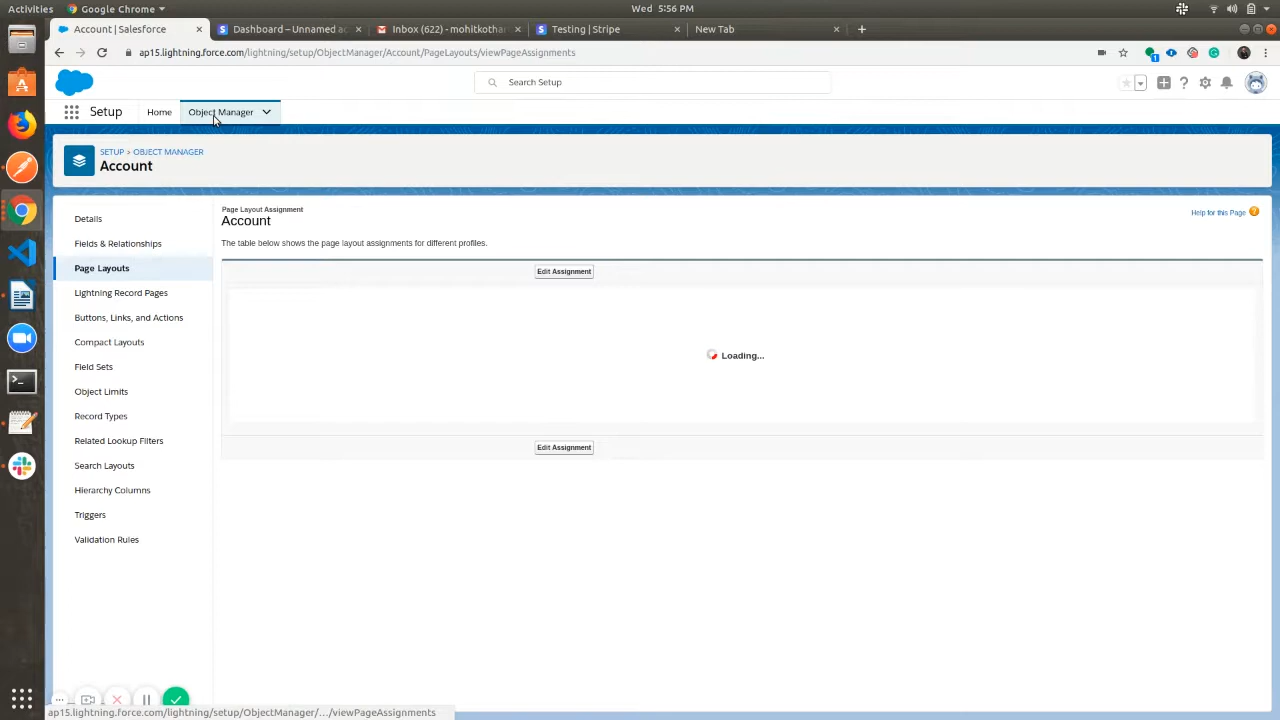 Activities
Google Chrome
Wed 5:56 PM
Account | Salesforce
Dashboard – Unnamed ac
Inbox (622) - mohitkothar
Testing | Stripe
New Tab
ap15.lightning.force.com/lightning/setup/ObjectManager/Account/PageLayouts/viewPageAssignments
Search Setup
Setup
Home
Object Manager
SETUP > OBJECT MANAGER
Account
Details
Fields & Relationships
Page Layouts
Lightning Record Pages
Buttons, Links, and Actions
Compact Layouts
Field Sets
Object Limits
Record Types
Related Lookup Filters
Search Layouts
Hierarchy Columns
Triggers
Validation Rules
Page Layout Assignment
Account
Help for this Page
The table below shows the page layout assignments for different profiles.
Edit Assignment
Loading...
Edit Assignment
ap15.lightning.force.com/lightning/setup/ObjectManager/.../viewPageAssignments